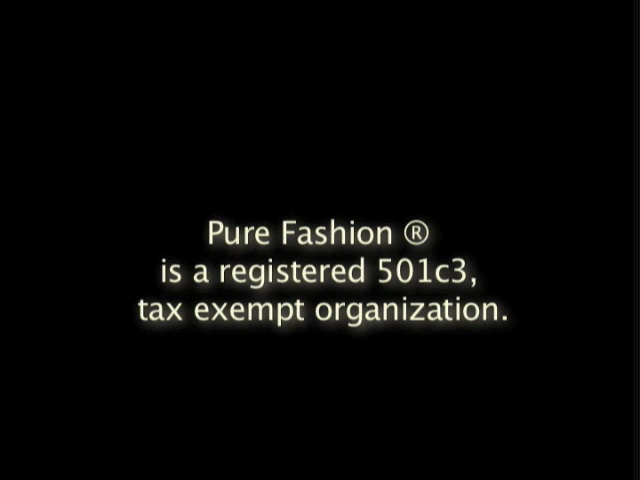 Pure Fashion ®
is a registered 501c3,
tax exempt organization.